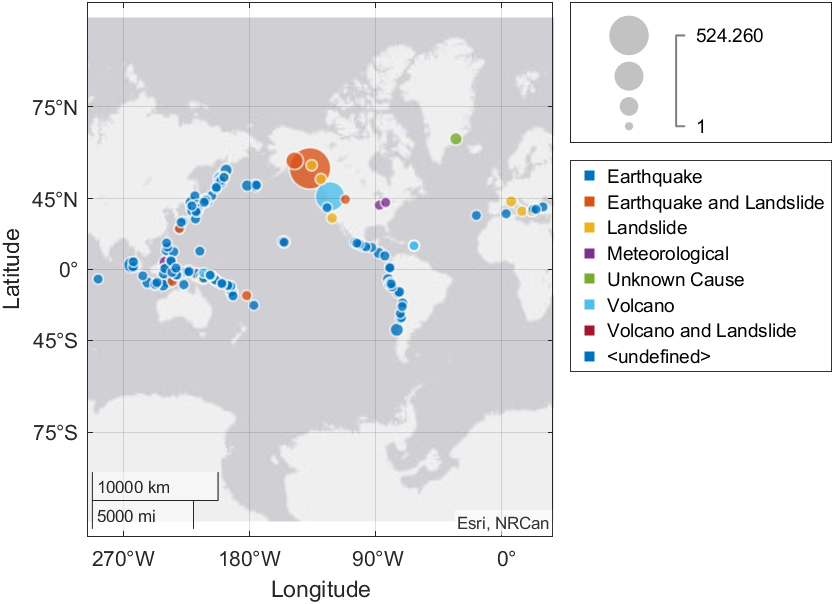 75°N
45°N
0°
45°S
75°S
Latitude
10000 km
5000 mi
Esri, NRCan
270°W
180°W
90°W
0°
Longitude
524.260
1
Earthquake
Earthquake and Landslide
Landslide
Meteorological
Unknown Cause
Volcano
Volcano and Landslide
<undefined>